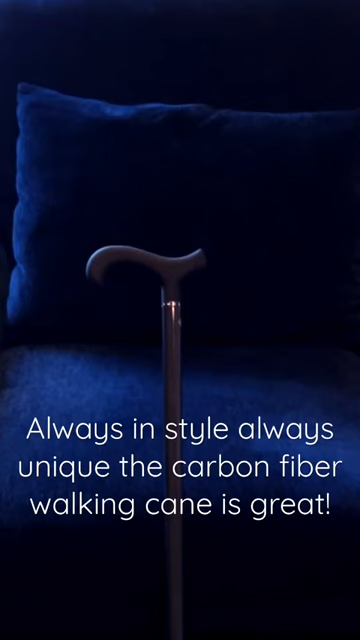 Always in style always
unique the carbon fiber
walking cane is great!